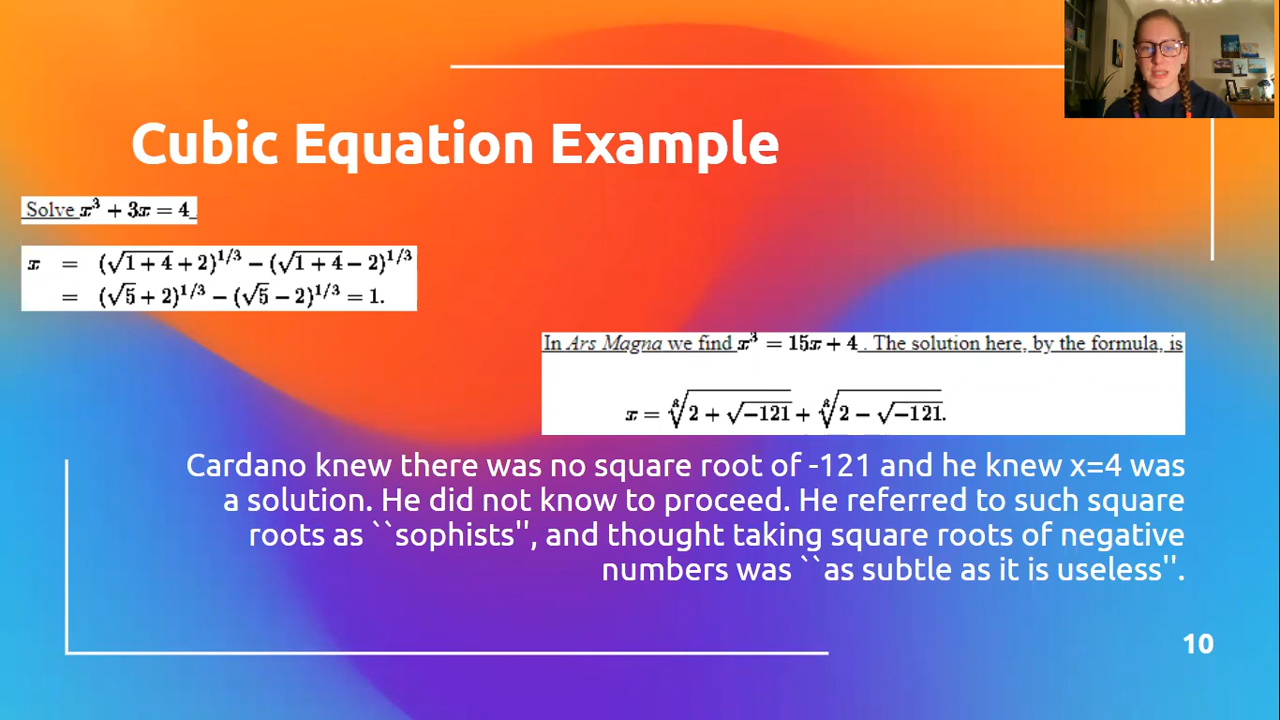 Cubic Equation Example
Solve x³ + 3x = 4
x = (√1+4 + 2)^1/3 − (√1+4 − 2)^1/3
= (√5 + 2)^1/3 − (√5 − 2)^1/3 = 1.
In Ars Magna we find x³ = 15x + 4 . The solution here, by the formula, is
x = ∛2 + √−121 + ∛2 − √−121.
Cardano knew there was no square root of -121 and he knew x=4 was
a solution. He did not know to proceed. He referred to such square
roots as ``sophists'', and thought taking square roots of negative
numbers was ``as subtle as it is useless''.
10